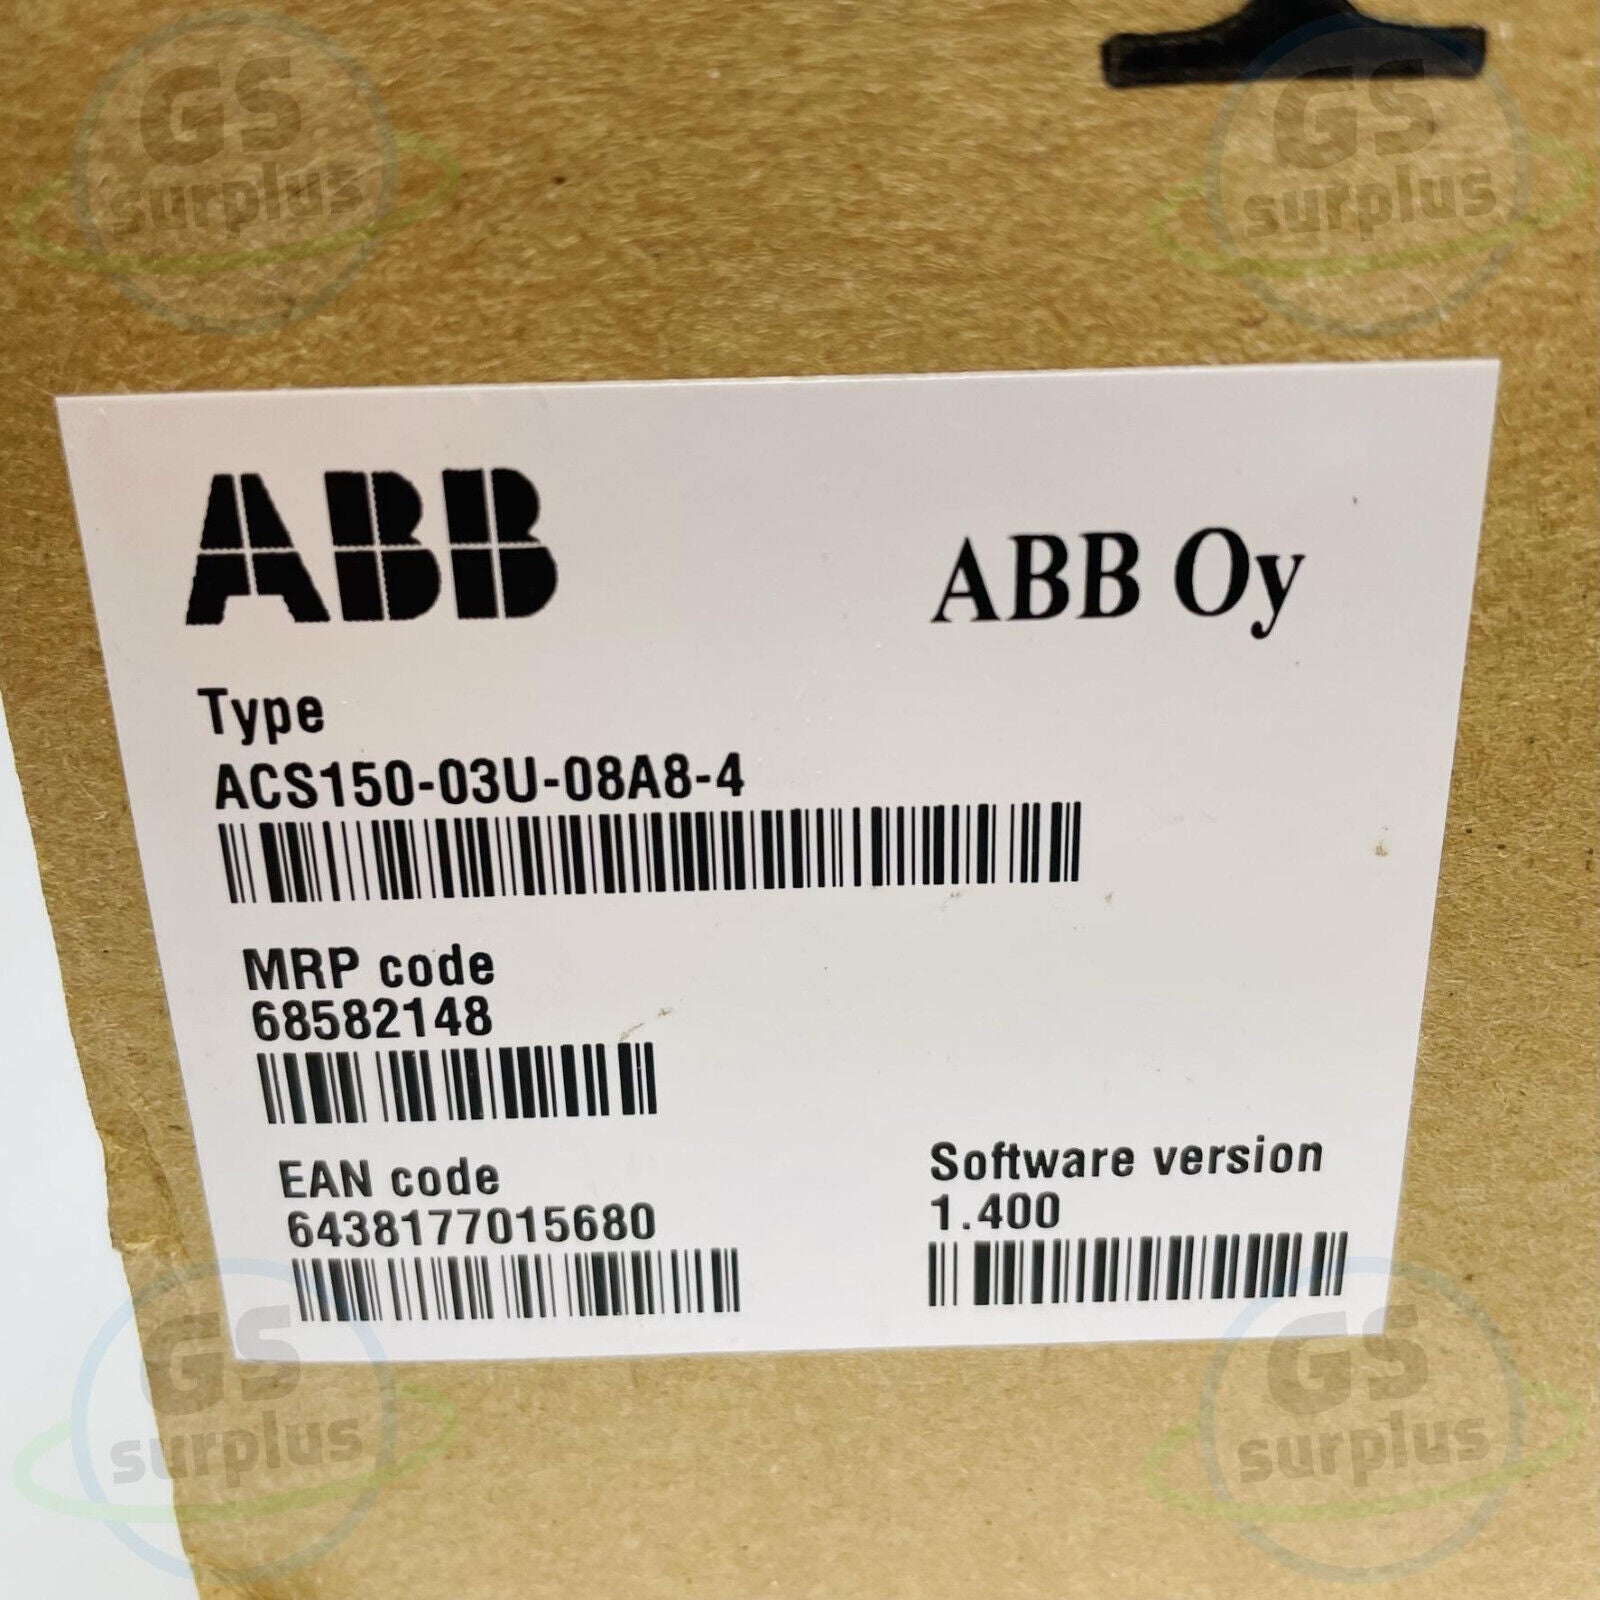 GS
surplus
GS
surplus
ABB
ABB Oy
Type
ACS150-03U-08A8-4
MRP code
68582148
EAN code
6438177015680
Software version
1.400
GS
surplus
GS
surplus